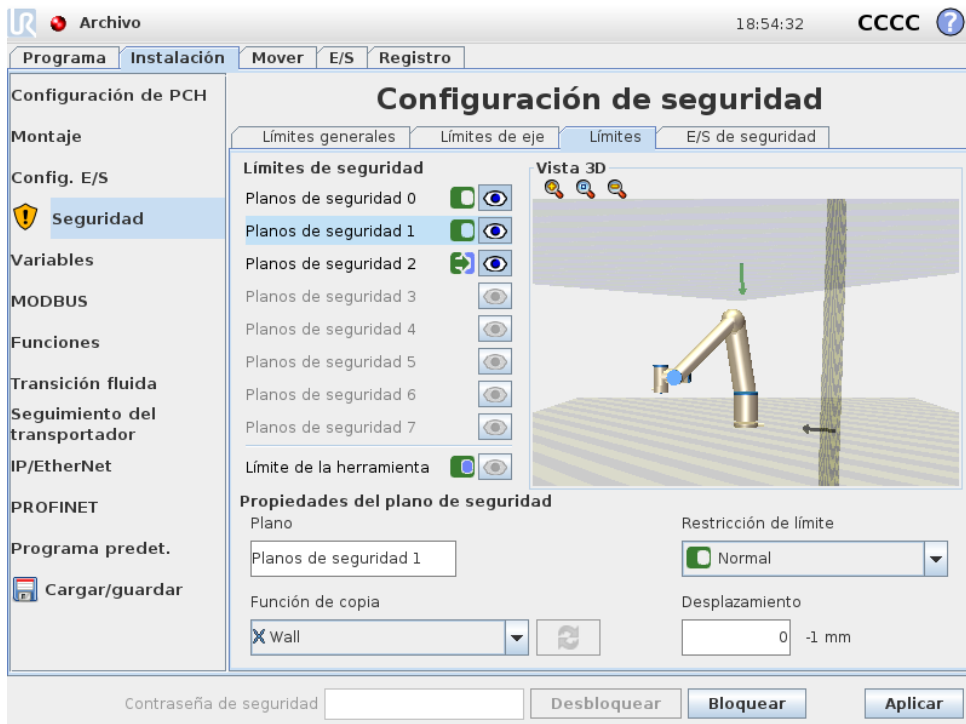 UR Archivo 18:54:32 CCCC ?
Programa Instalación Mover E/S Registro
Configuración de PCH
Montaje
Config. E/S
Seguridad
Variables
MODBUS
Funciones
Transición fluida
Seguimiento del
transportador
IP/EtherNet
PROFINET
Programa predet.
Cargar/guardar
Configuración de seguridad
Límites generales Límites de eje Límites E/S de seguridad
Límites de seguridad
Planos de seguridad 0
Planos de seguridad 1
Planos de seguridad 2
Planos de seguridad 3
Planos de seguridad 4
Planos de seguridad 5
Planos de seguridad 6
Planos de seguridad 7
Límite de la herramienta
Vista 3D
Propiedades del plano de seguridad
Plano
Planos de seguridad 1
Restricción de límite
Normal
Función de copia
Wall
Desplazamiento
0 -1 mm
Contraseña de seguridad Desbloquear Bloquear Aplicar